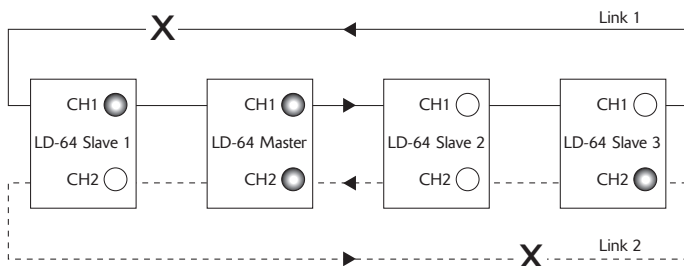 Link 1
X
CH1
LD-64 Slave 1
CH2
CH1
LD-64 Master
CH2
CH1
LD-64 Slave 2
CH2
CH1
LD-64 Slave 3
CH2
X
Link 2